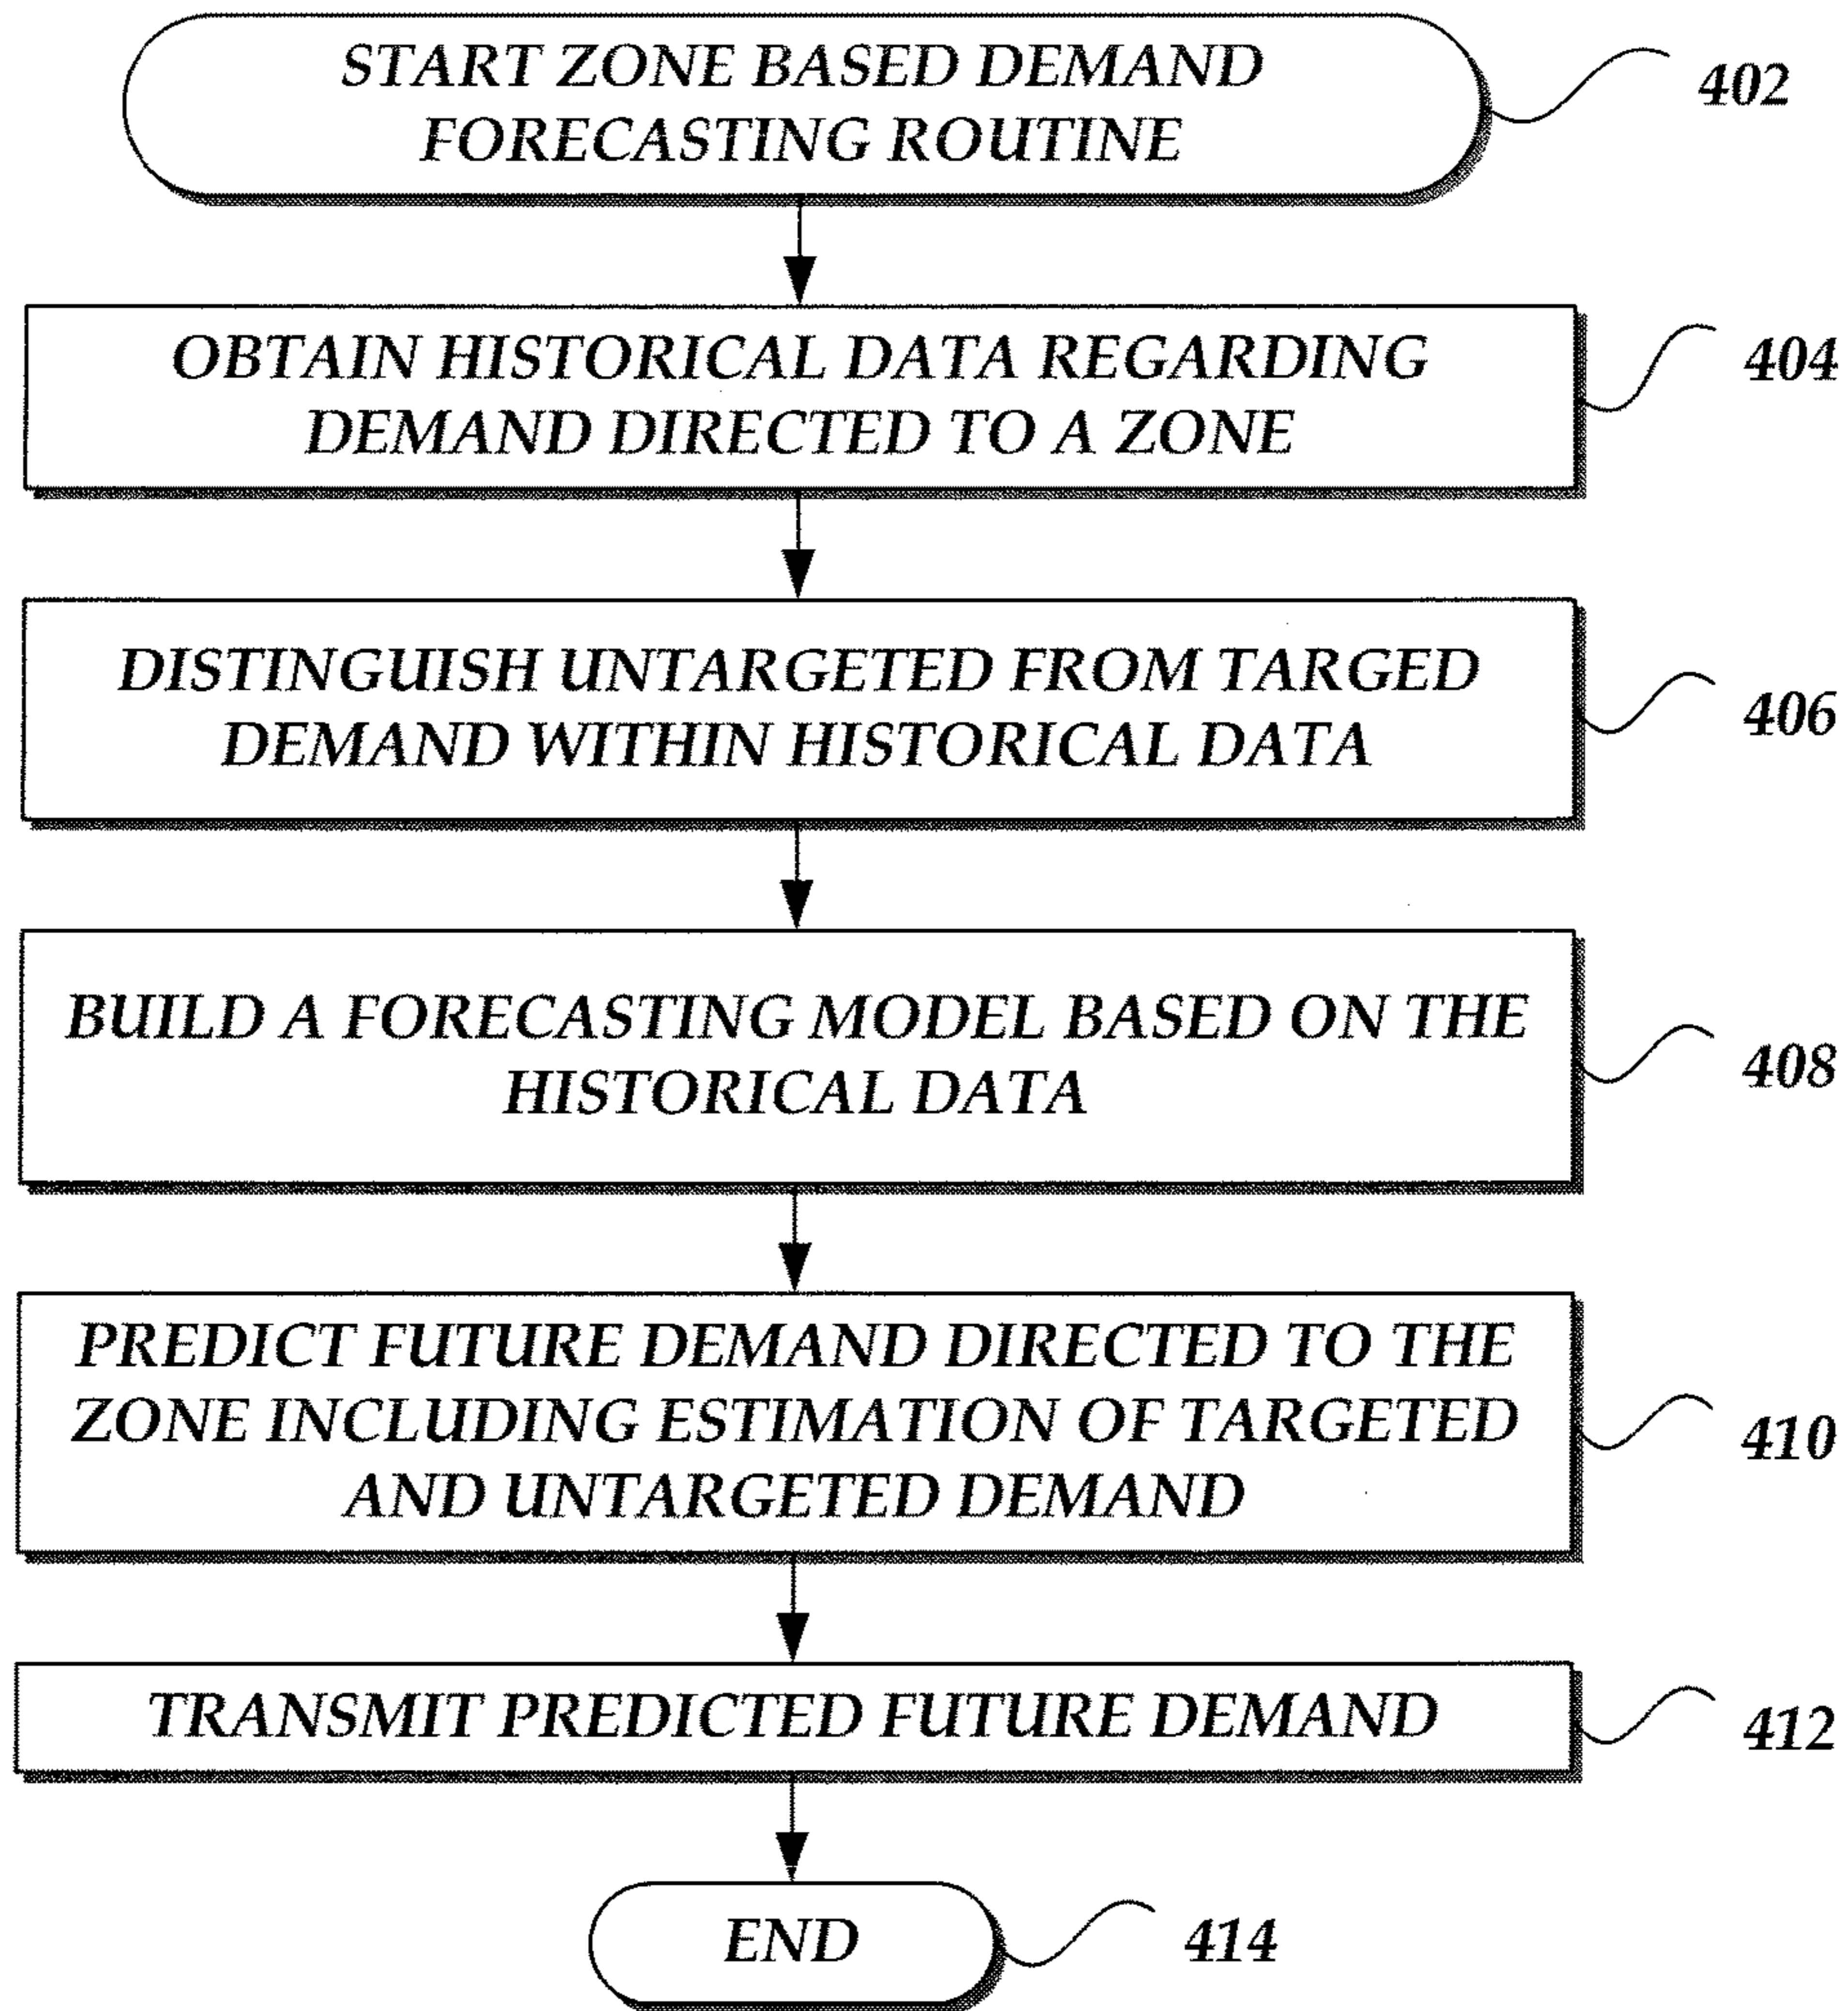 START ZONE BASED DEMAND
FORECASTING ROUTINE
402
OBTAIN HISTORICAL DATA REGARDING
DEMAND DIRECTED TO A ZONE
404
DISTINGUISH UNTARGETED FROM TARGED
DEMAND WITHIN HISTORICAL DATA
406
BUILD A FORECASTING MODEL BASED ON THE
HISTORICAL DATA
408
PREDICT FUTURE DEMAND DIRECTED TO THE
ZONE INCLUDING ESTIMATION OF TARGETED
AND UNTARGETED DEMAND
410
TRANSMIT PREDICTED FUTURE DEMAND
412
END
414